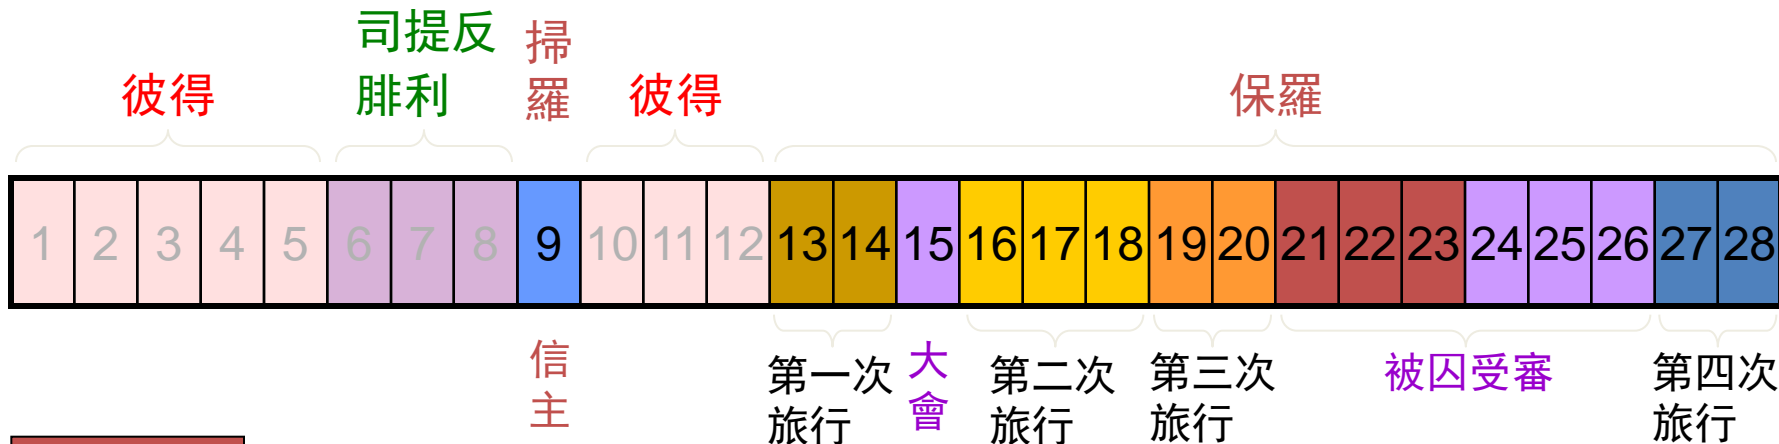 司提反
腓利
掃
羅
彼得
彼得
保羅
1 2 3 4 5 6 7 8 9 10 11 12 13 14 15 16 17 18 19 20 21 22 23 24 25 26 27 28
信
主
第一次
旅行
大
會
第二次
旅行
第三次
旅行
被囚受審
第四次
旅行